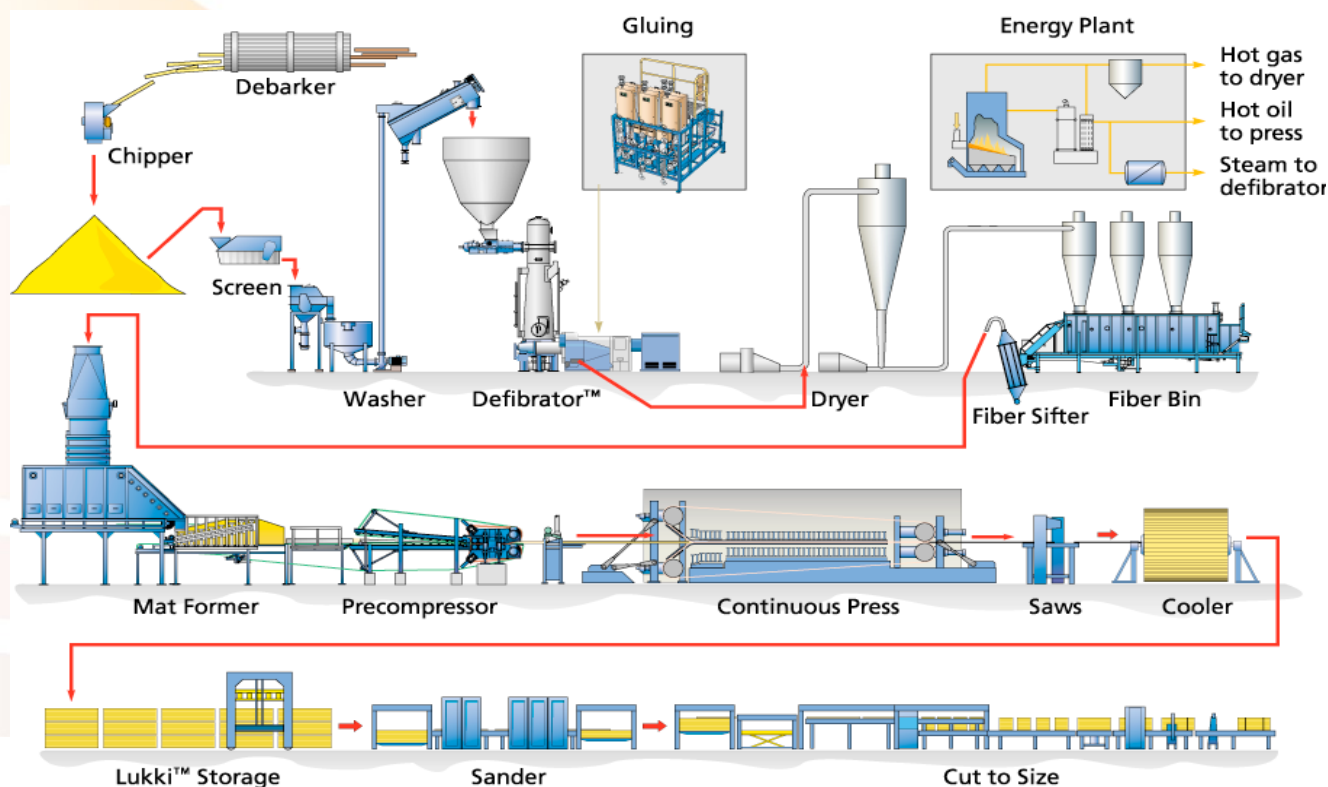 Gluing
Energy Plant
Debarker
Hot gas
to dryer
Hot oil
to press
Steam to
defibrator
Chipper
Screen
Washer
Defibrator™
Dryer
Fiber Sifter
Fiber Bin
Mat Former
Precompressor
Continuous Press
Saws
Cooler
Lukki™ Storage
Sander
Cut to Size